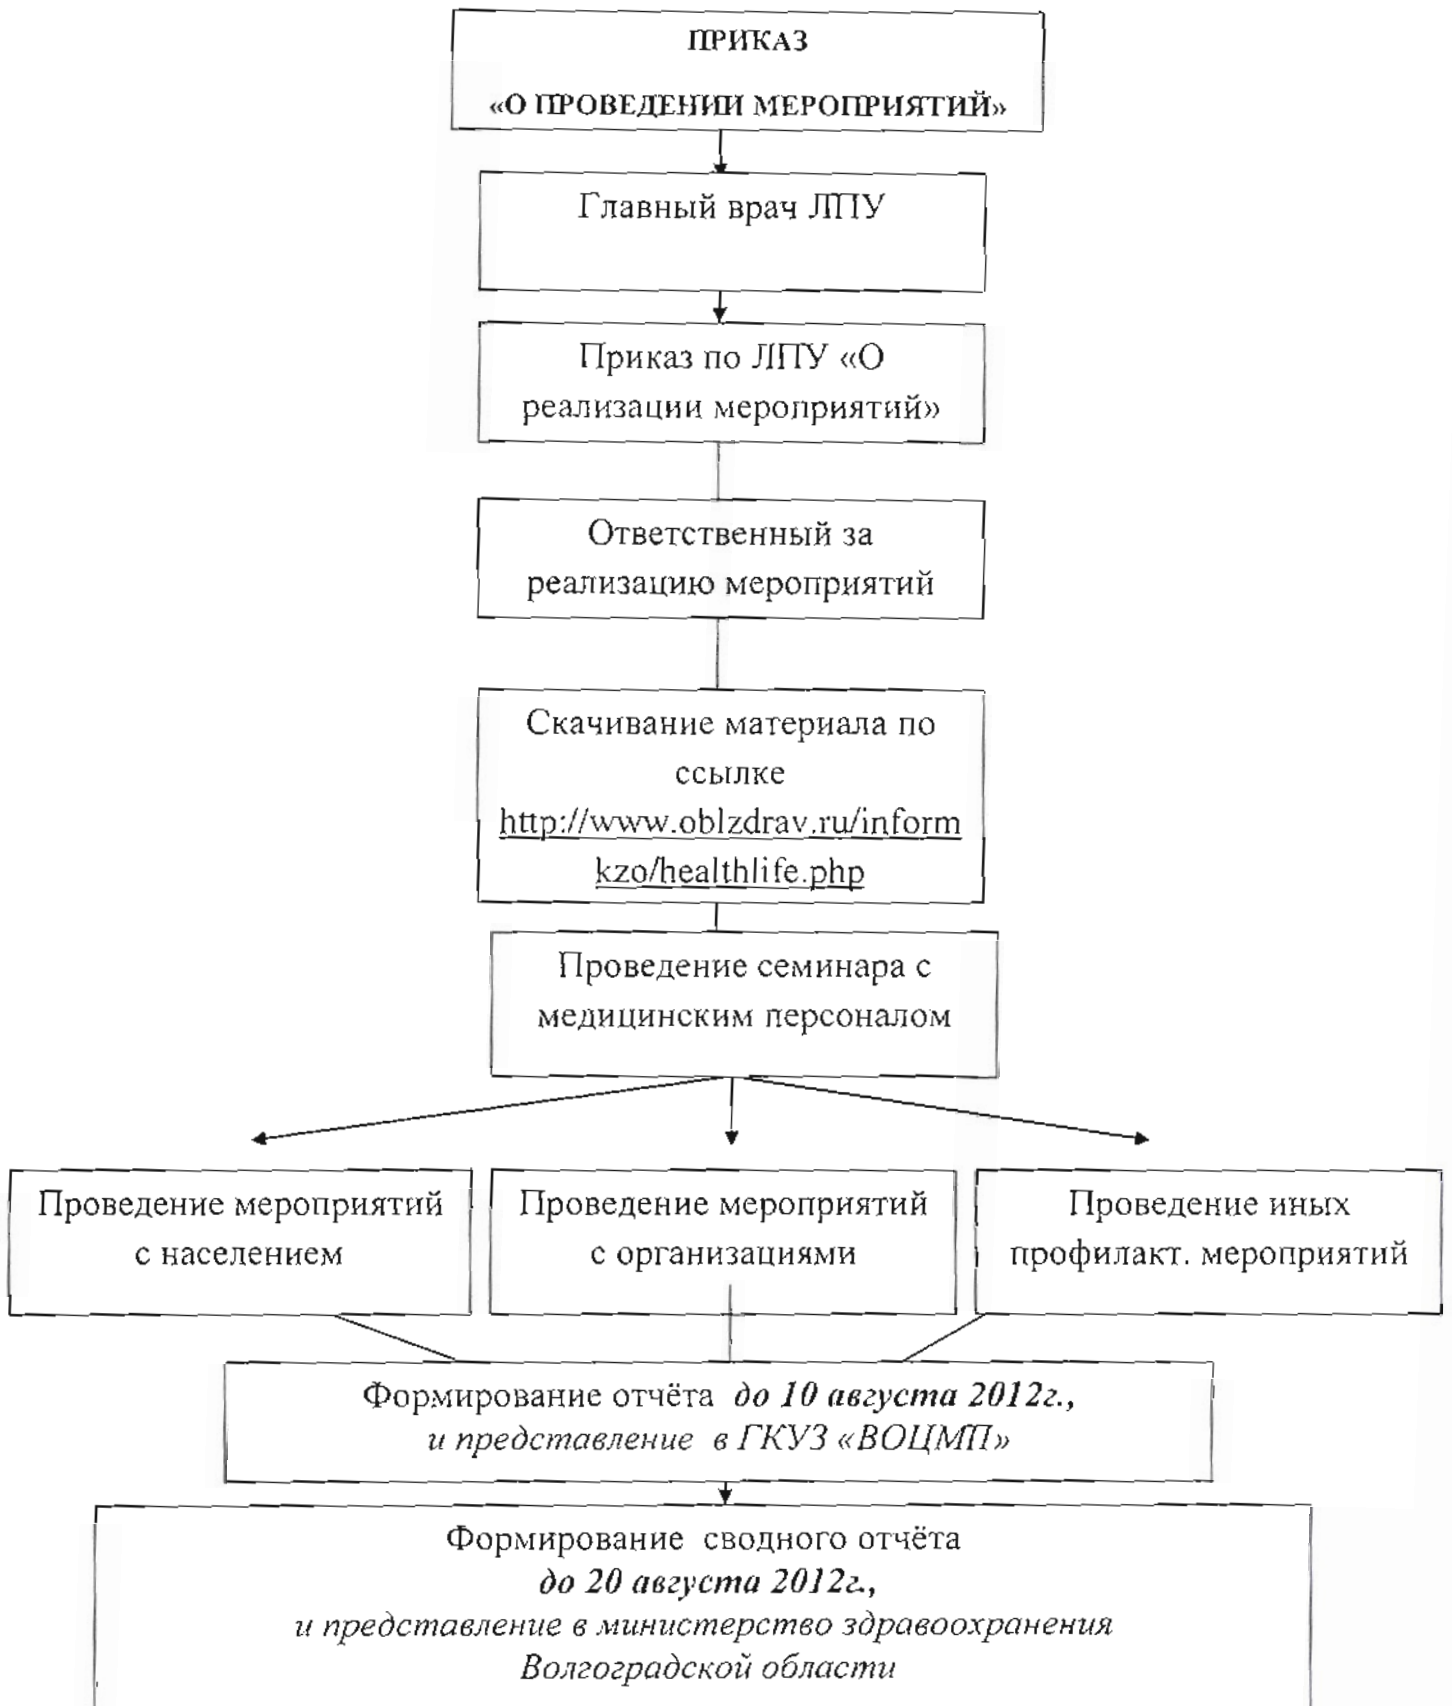 ПРИКАЗ
«О ПРОВЕДЕНИИ МЕРОПРИЯТИЙ»
Главный врач ЛПУ
Приказ по ЛПУ «О
реализации мероприятий»
Ответственный за
реализацию мероприятий
Скачивание материала по
ссылке
http://www.oblzdrav.ru/inform
kzo/healthlife.php
Проведение семинара с
медицинским персоналом
Проведение мероприятий
с населением
Проведение мероприятий
с организациями
Проведение иных
профилакт. мероприятий
Формирование отчёта до 10 августа 2012г.,
и представление в ГКУЗ «ВОЦМП»
Формирование сводного отчёта
до 20 августа 2012г.,
и представление в министерство здравоохранения
Волгоградской области